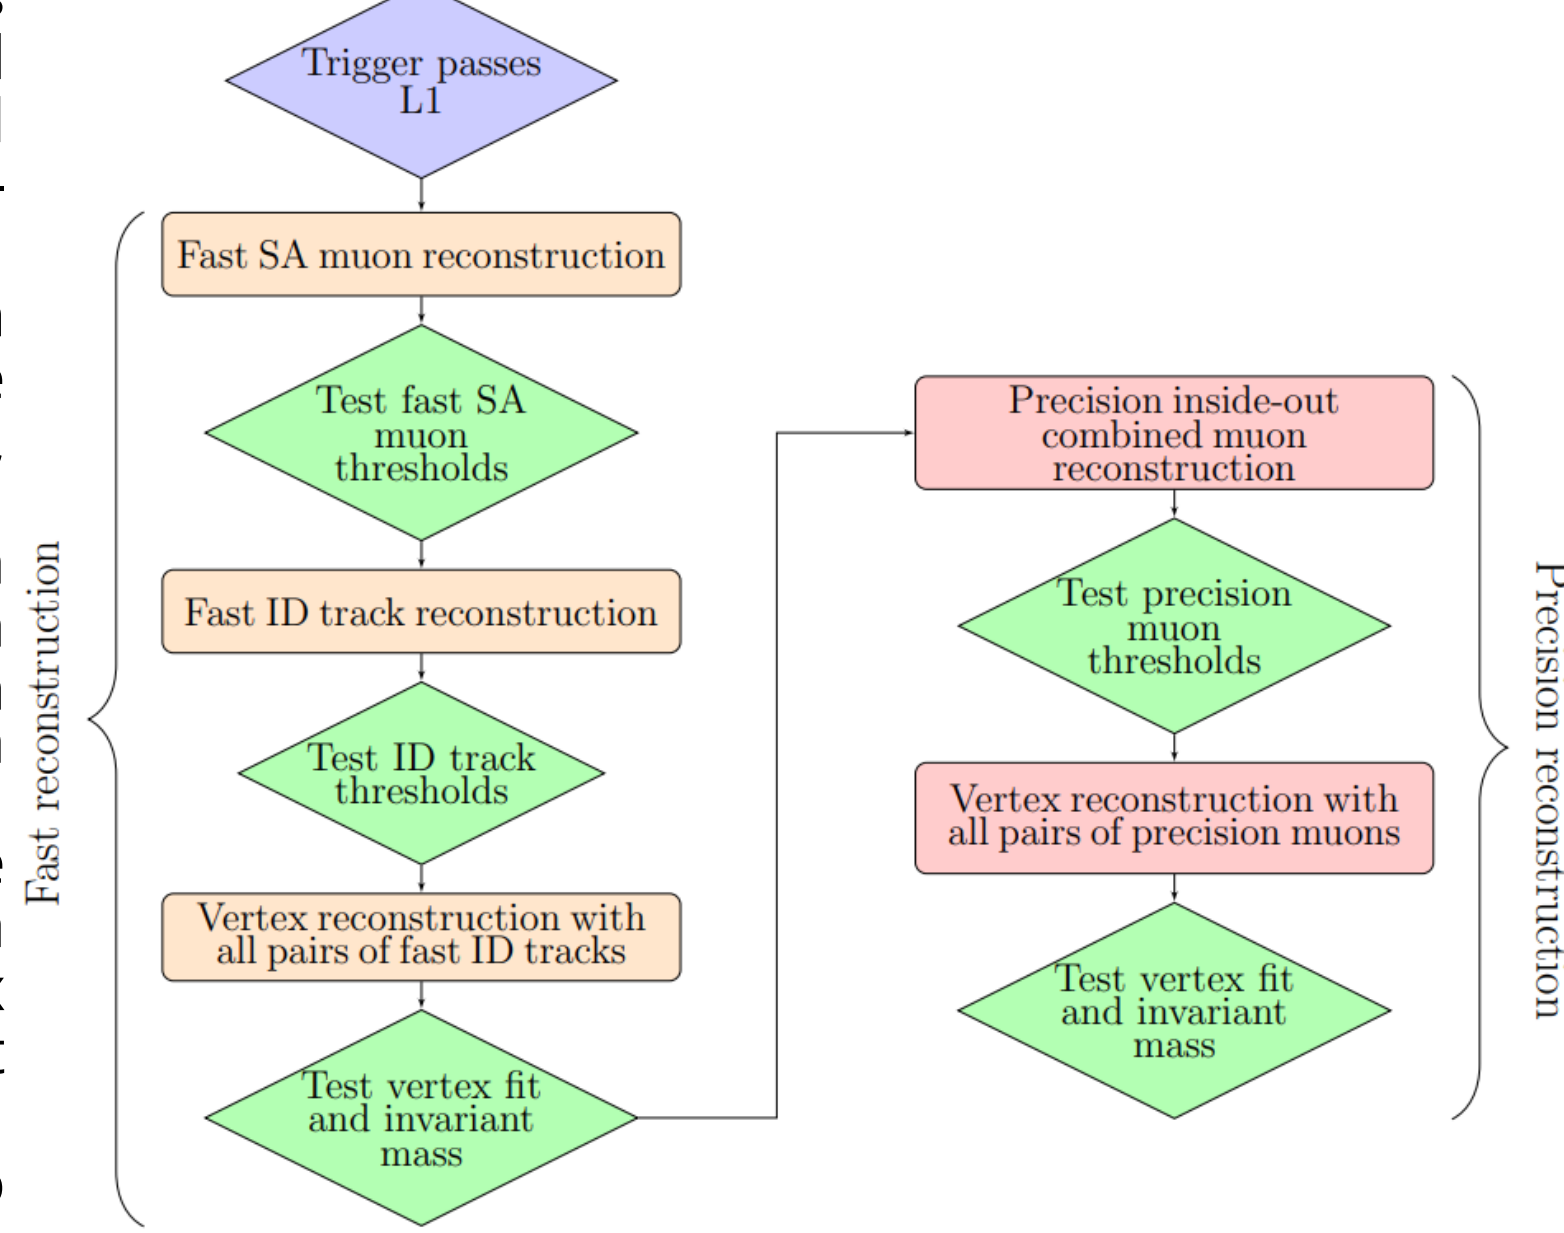 Trigger passes
L1
Fast SA muon reconstruction
Test fast SA
muon
thresholds
Fast ID track reconstruction
Test ID track
thresholds
Vertex reconstruction with
all pairs of fast ID tracks
Test vertex fit
and invariant
mass
Fast reconstruction
Precision inside-out
combined muon
reconstruction
Test precision
muon
thresholds
Vertex reconstruction with
all pairs of precision muons
Test vertex fit
and invariant
mass
Precision reconstruction